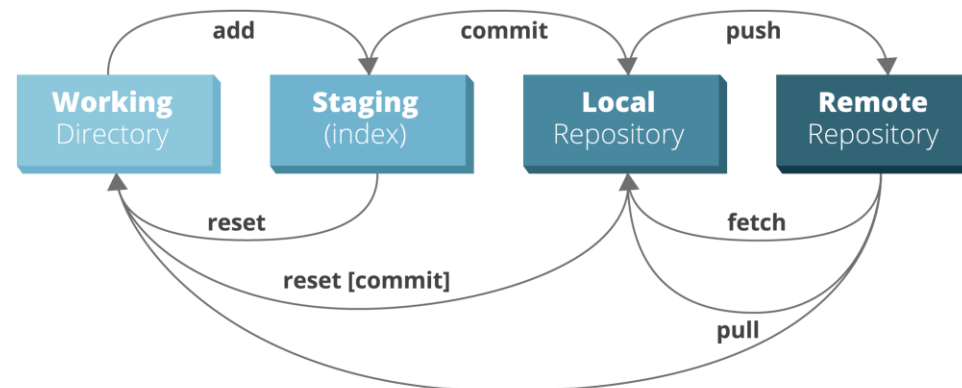 add
commit
push
Working
Directory
Staging
(index)
Local
Repository
Remote
Repository
reset
fetch
reset [commit]
pull